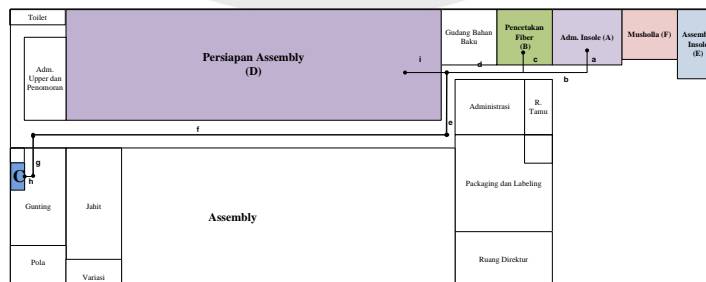 Toilet
Adm.
Upper dan
Penomoran
Persiapan Assembly
(D)
i
Gudang Bahan
Baku
d
Pencetakan
Fiber
(B)
c
Adm. Insole (A)
a
b
Musholla (F)
Insole
(E)
e
f
Administrasi
R.
Tamu
g
C
h
Gunting
Jahit
Assembly
Packaging dan Labeling
Pola
Variasi
Ruang Direktur